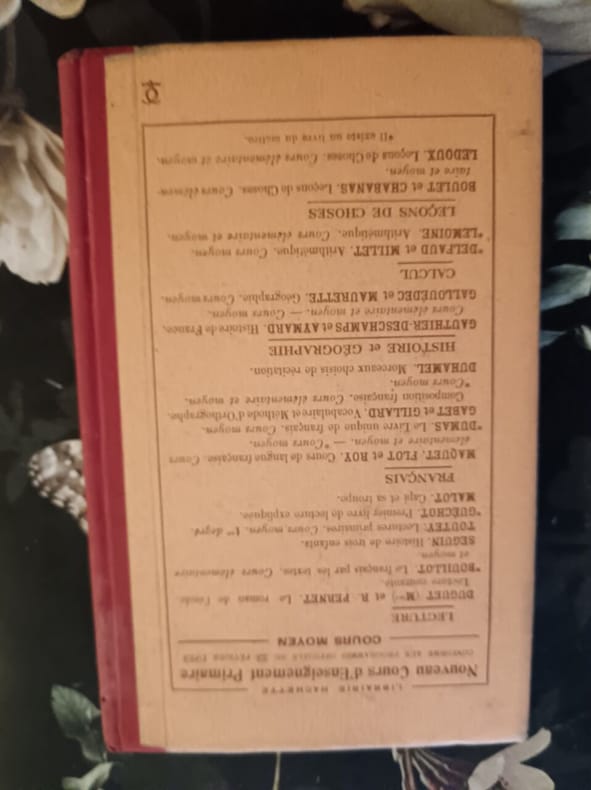 LIBRAIRIE HACHETTE
Nouveau Cours d'Enseignement Primaire
CONFORME AUX PROGRAMMES OFFICIELS DU 23 FÉVRIER 1923
COURS MOYEN
LECTURE
DUGUET (Mme) et R. PERNET. Le roman de
Lecture courante.
*BOUILLOT. Le français par les textes. Cours élémentaire
et moyen.
SEGUIN. Histoire de trois enfants.
TOUTEY. Lectures primaires. Cours moyen. 1er degré.
*GUÉCHOT. Premier livre de lecture expliquée.
MALOT. Capi et sa troupe.
FRANÇAIS
MAQUET, FLOT et ROY. Cours de langue française. Cours
élémentaire et moyen. — *Cours moyen.
*DUMAS. Le Livre unique de français. Cours moyen.
GABET et GILLARD. Vocabulaire et Méthode d'Orthographe.
Composition française. Cours élémentaire et moyen.
*Cours moyen.
DUHAMEL. Morceaux choisis de récitation.
HISTOIRE et GÉOGRAPHIE
GAUTHIER-DESCHAMPS et AYMARD. Histoire de France.
Cours élémentaire et moyen. — Cours moyen.
GALLOUÉDEC et MAURETTE. Géographie. Cours moyen.
CALCUL
*DELFAUD et MILLET. Arithmétique. Cours moyen.
*LEMOINE. Arithmétique. Cours élémentaire et moyen.
LEÇONS DE CHOSES
BOULET et CHABANAS. Leçons de Choses. Cours élémen-
taire et moyen.
LEDOUX. Leçons de Choses. Cours élémentaire et moyen.
*Il existe un livre du maître.